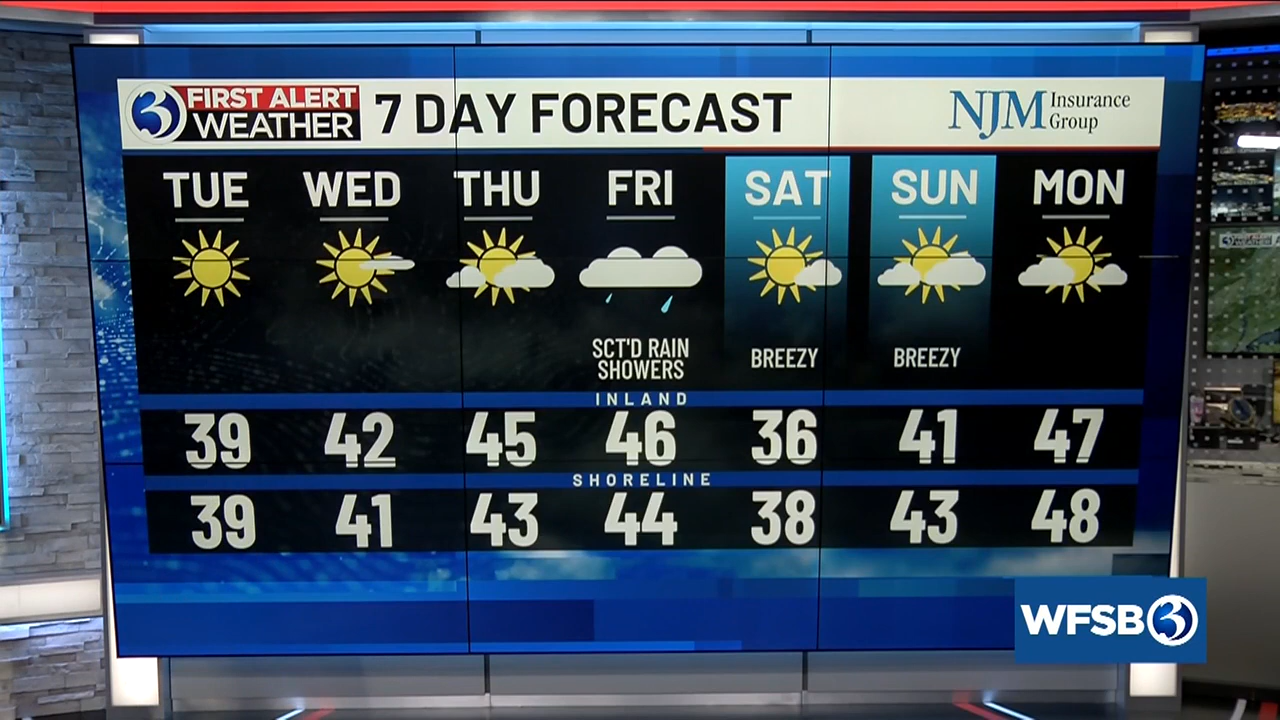 3 FIRST ALERT WEATHER 7 DAY FORECAST NJM Insurance Group
TUE WED THU FRI SAT SUN MON
SCT'D RAIN SHOWERS BREEZY BREEZY
INLAND
39 42 45 46 36 41 47
SHORELINE
39 41 43 44 38 43 48
WFSB 3